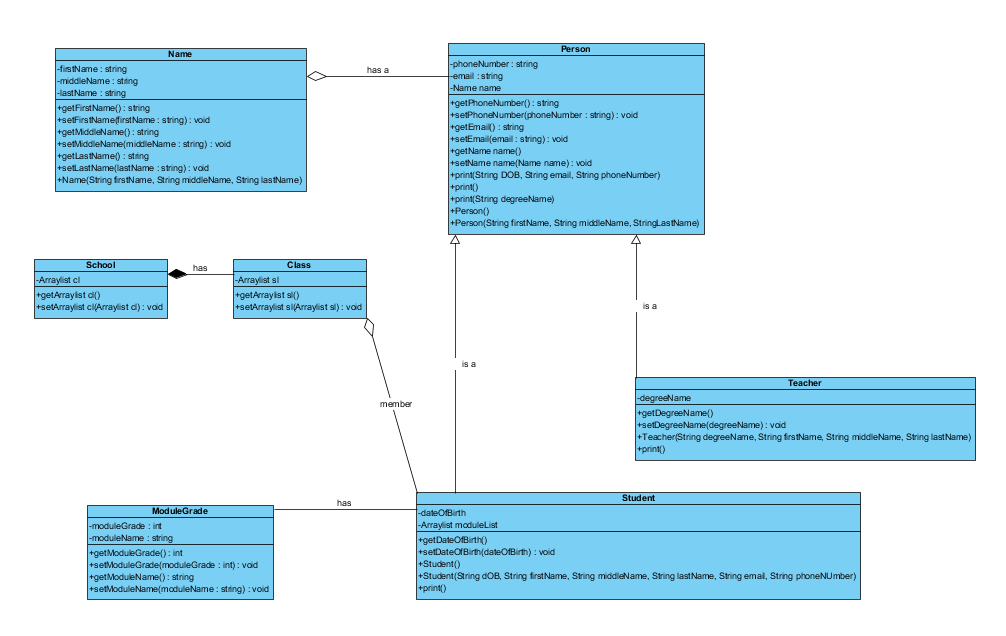 Name
-firstName : string
-middleName : string
-lastName : string
+getFirstName() : string
+setFirstName(firstName : string) : void
+getMiddleName() : string
+setMiddleName(middleName : string) : void
+getLastName() : string
+setLastName(lastName : string) : void
+Name(String firstName, String middleName, String lastName)
has a
Person
-phoneNumber : string
-email : string
-Name name
+getPhoneNumber() : string
+setPhoneNumber(phoneNumber : string) : void
+getEmail() : string
+setEmail(email : string) : void
+getName name()
+setName name(Name name) : void
+print(String DOB, String email, String phoneNumber)
+print()
+print(String degreeName)
+Person()
+Person(String firstName, String middleName, StringLastName)
School
-Arraylist cl
+getArraylist cl()
+setArraylist cl(Arraylist cl) : void
has
Class
-Arraylist sl
+getArraylist sl()
+setArraylist sl(Arraylist sl) : void
is a
is a
member
Teacher
-degreeName
+getDegreeName()
+setDegreeName(degreeName) : void
+Teacher(String degreeName, String firstName, String middleName, String lastName)
+print()
ModuleGrade
-moduleGrade : int
-moduleName : string
+getModuleGrade() : int
+setModuleGrade(moduleGrade : int) : void
+getModuleName() : string
+setModuleName(moduleName : string) : void
has
Student
-dateOfBirth
-Arraylist moduleList
+getDateOfBirth()
+setDateOfBirth(dateOfBirth) : void
+Student()
+Student(String dOB, String firstName, String middleName, String lastName, String email, String phoneNUmber)
+print()